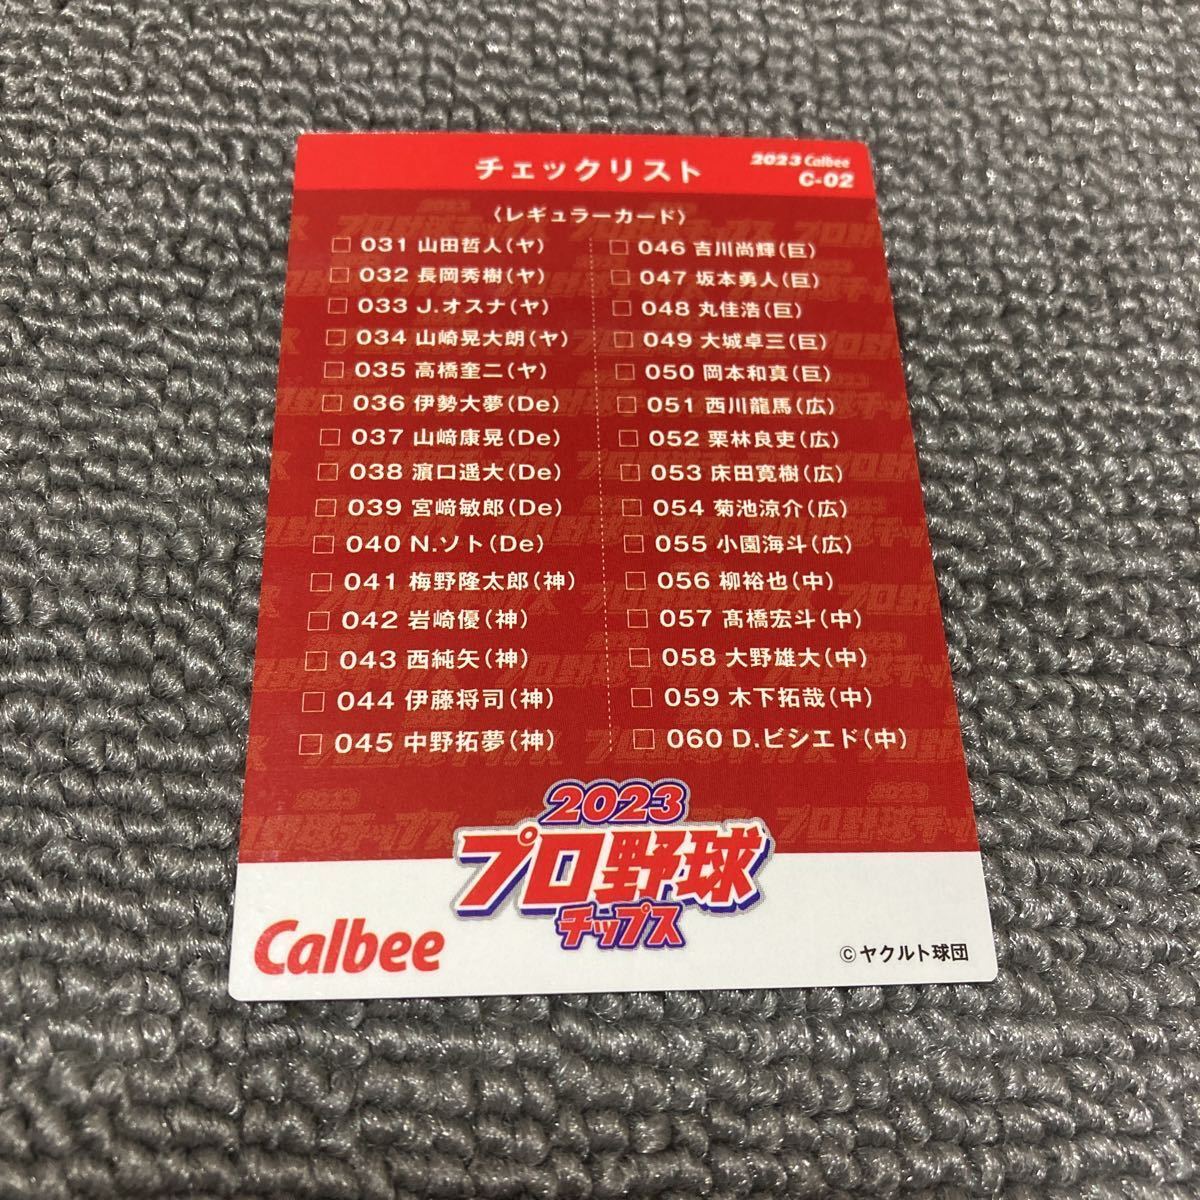 チェックリスト
2023 Calbee
C-02
〈レギュラーカード〉
□ 031 山田哲人(ヤ)
□ 032 長岡秀樹(ヤ)
□ 033 J.オスナ(ヤ)
□ 034 山崎晃大朗(ヤ)
□ 035 高橋奎二(ヤ)
□ 036 伊勢大夢(De)
□ 037 山﨑康晃(De)
□ 038 濵口遥大(De)
□ 039 宮﨑敏郎(De)
□ 040 N.ソト(De)
□ 041 梅野隆太郎(神)
□ 042 岩崎優(神)
□ 043 西純矢(神)
□ 044 伊藤将司(神)
□ 045 中野拓夢(神)
□ 046 吉川尚輝(巨)
□ 047 坂本勇人(巨)
□ 048 丸佳浩(巨)
□ 049 大城卓三(巨)
□ 050 岡本和真(巨)
□ 051 西川龍馬(広)
□ 052 栗林良吏(広)
□ 053 床田寛樹(広)
□ 054 菊池涼介(広)
□ 055 小園海斗(広)
□ 056 柳裕也(中)
□ 057 髙橋宏斗(中)
□ 058 大野雄大(中)
□ 059 木下拓哉(中)
□ 060 D.ビシエド(中)
2023
プロ野球
チップス
Calbee
©ヤクルト球団